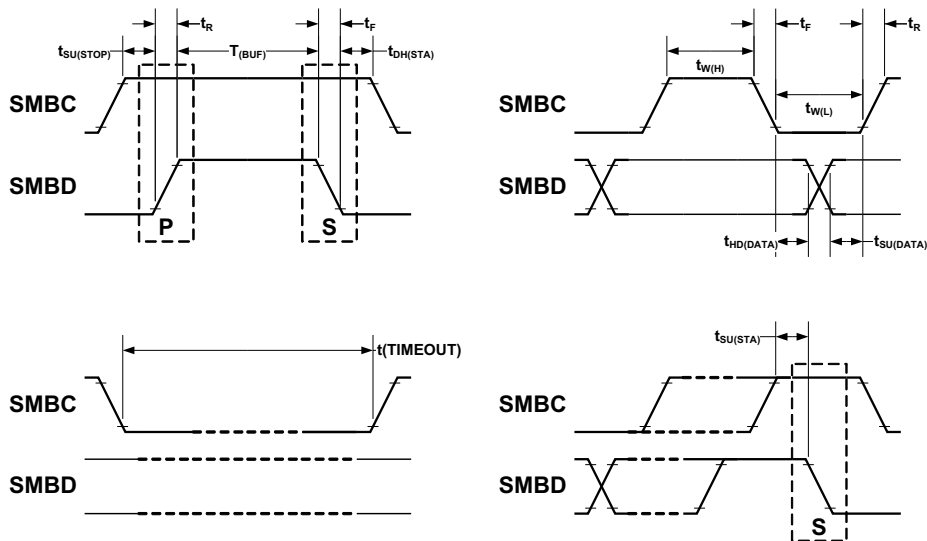 tR
tF
tSU(STOP)
T(BUF)
tDH(STA)
SMBC
SMBD
P
S
tF
tR
tW(H)
tW(L)
SMBC
SMBD
tHD(DATA)
tSU(DATA)
t(TIMEOUT)
SMBC
SMBD
tSU(STA)
SMBC
SMBD
S